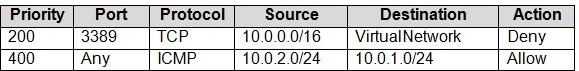 Priority Port Protocol Source Destination Action
200 3389 TCP 10.0.0.0/16 VirtualNetwork Deny
400 Any ICMP 10.0.2.0/24 10.0.1.0/24 Allow